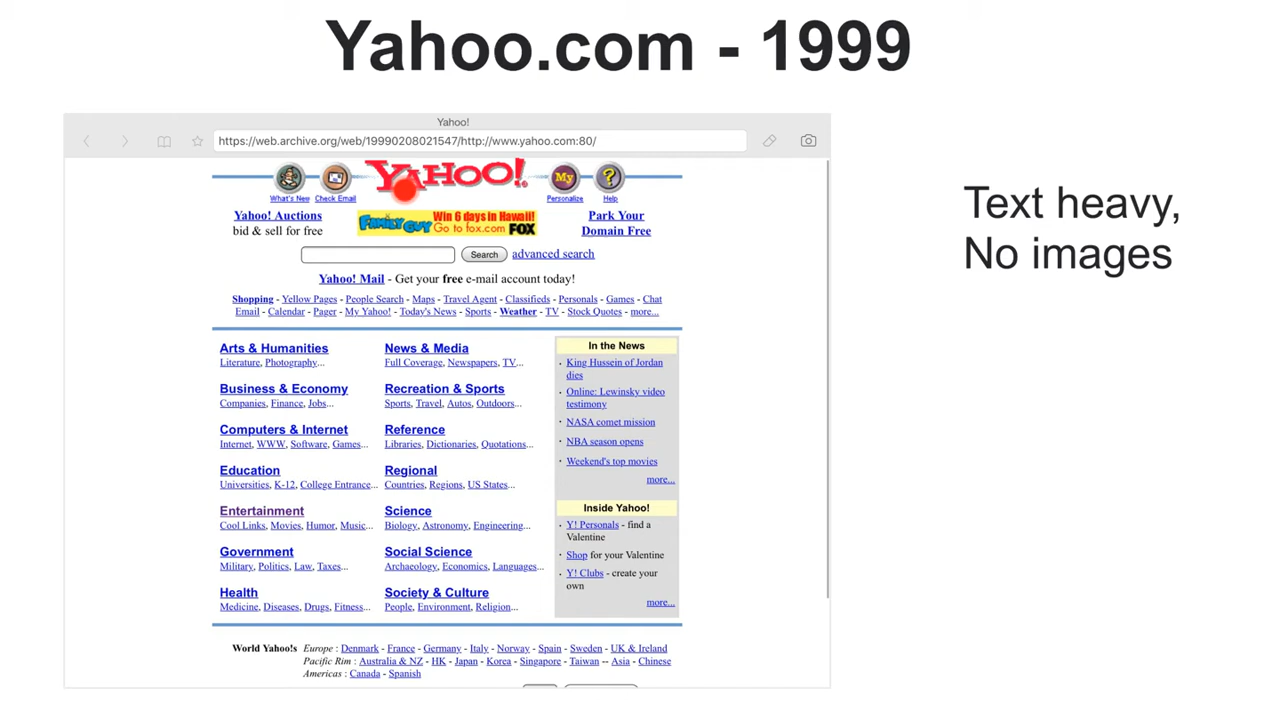 Yahoo.com - 1999
Yahoo!
https://web.archive.org/web/19990208021547/http://www.yahoo.com:80/
What's New
Check Email
YAHOO!
My
Personalize
?
Help
Yahoo! Auctions
bid & sell for free
FAMILY GUY
Win 6 days in Hawaii!
Go to fox.com FOX
Park Your
Domain Free
Search
advanced search
Yahoo! Mail - Get your free e-mail account today!
Shopping - Yellow Pages - People Search - Maps - Travel Agent - Classifieds - Personals - Games - Chat
Email - Calendar - Pager - My Yahoo! - Today's News - Sports - Weather - TV - Stock Quotes - more...
Arts & Humanities
Literature, Photography...
Business & Economy
Companies, Finance, Jobs...
Computers & Internet
Internet, WWW, Software, Games...
Education
Universities, K-12, College Entrance...
Entertainment
Cool Links, Movies, Humor, Music...
Government
Military, Politics, Law, Taxes...
Health
Medicine, Diseases, Drugs, Fitness...
News & Media
Full Coverage, Newspapers, TV...
Recreation & Sports
Sports, Travel, Autos, Outdoors...
Reference
Libraries, Dictionaries, Quotations...
Regional
Countries, Regions, US States...
Science
Biology, Astronomy, Engineering...
Social Science
Archaeology, Economics, Languages...
Society & Culture
People, Environment, Religion...
In the News
· King Hussein of Jordan
dies
· Online: Lewinsky video
testimony
· NASA comet mission
· NBA season opens
· Weekend's top movies
more...
Inside Yahoo!
· Y! Personals - find a
Valentine
· Shop for your Valentine
· Y! Clubs - create your
own
more...
World Yahoo!s Europe : Denmark - France - Germany - Italy - Norway - Spain - Sweden - UK & Ireland
Pacific Rim : Australia & NZ - HK - Japan - Korea - Singapore - Taiwan -- Asia - Chinese
Americas : Canada - Spanish
Text heavy,
No images